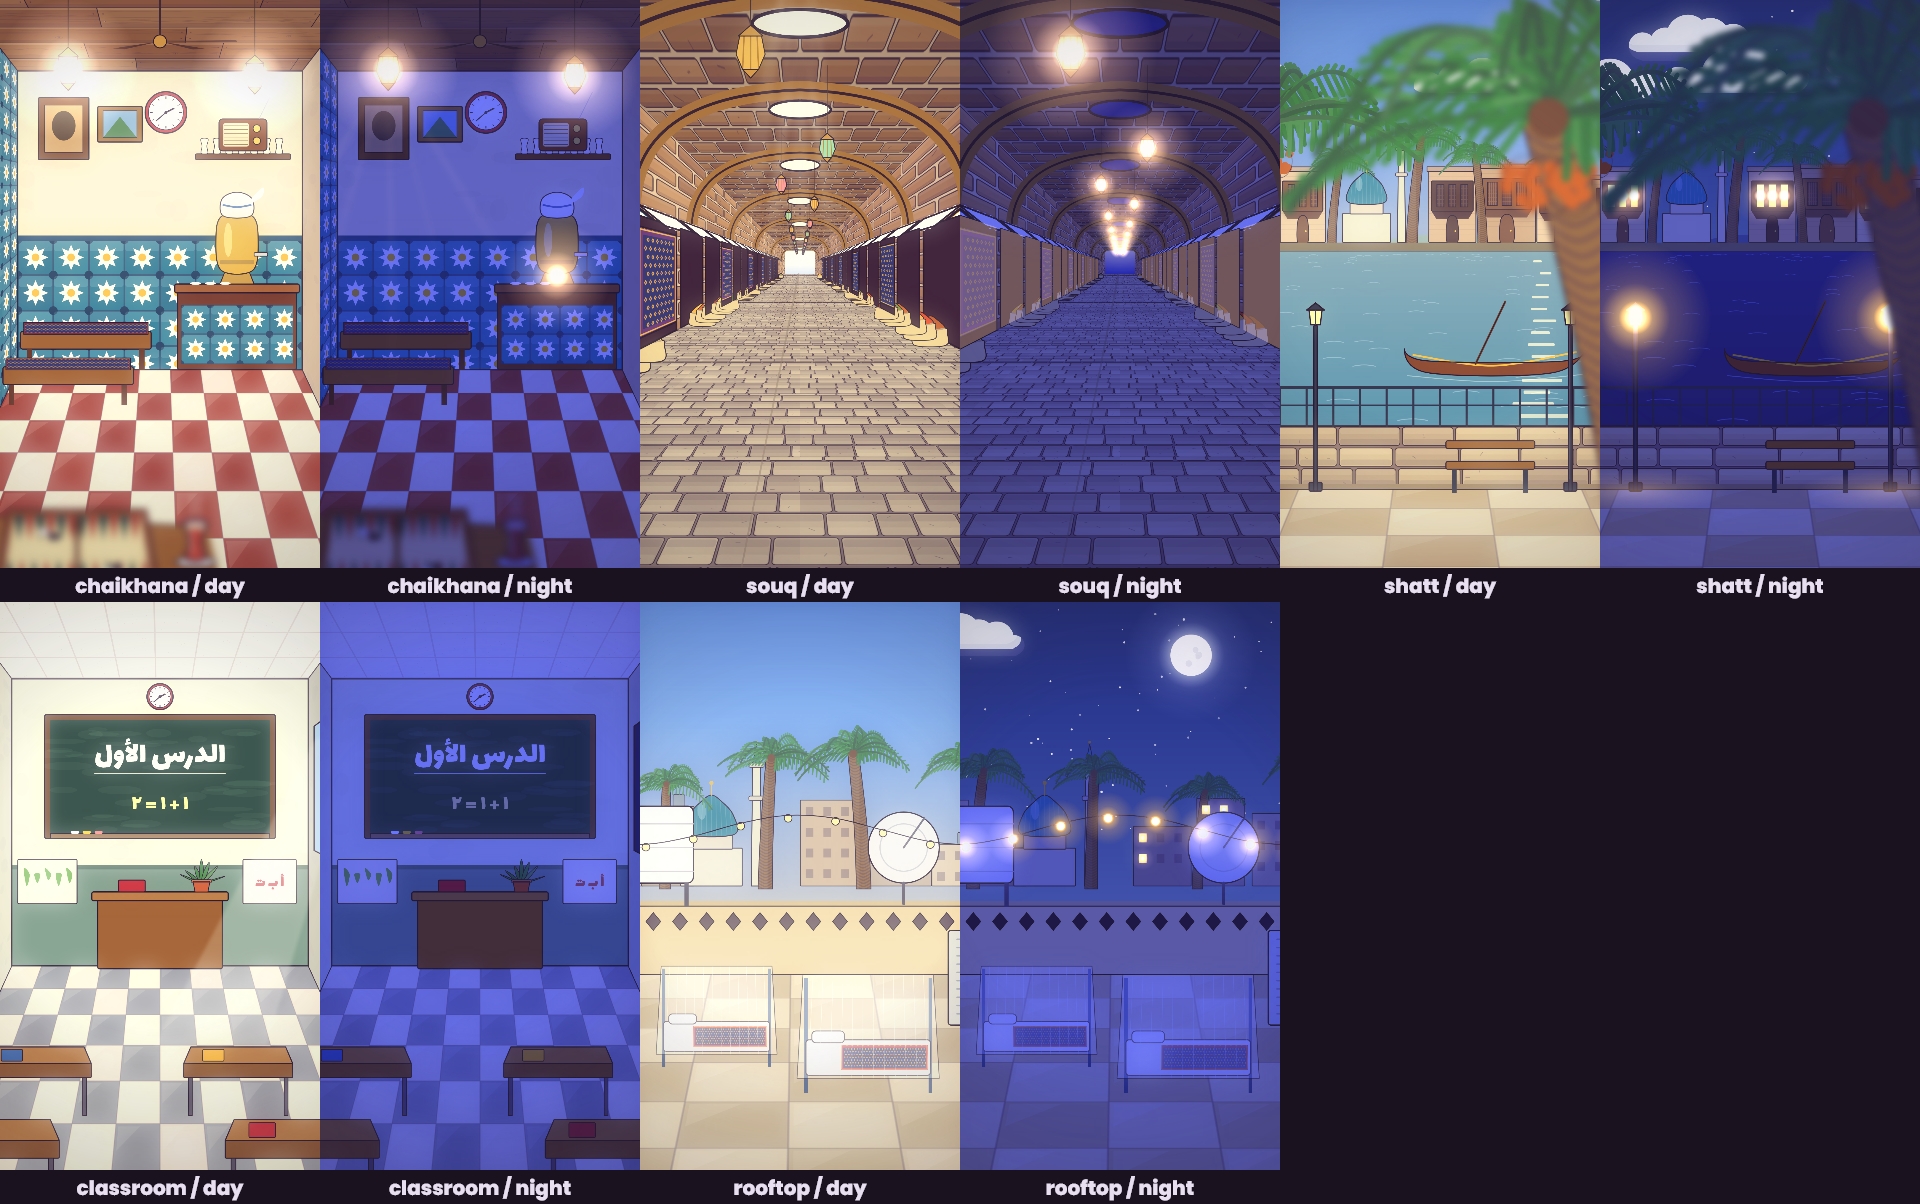 chaikhana / day
chaikhana / night
souq / day
souq / night
shatt / day
shatt / night
الدرس الأول
١+١=٢
أ ب ت
الدرس الأول
١+١=٢
أ ب ت
classroom / day
classroom / night
rooftop / day
rooftop / night